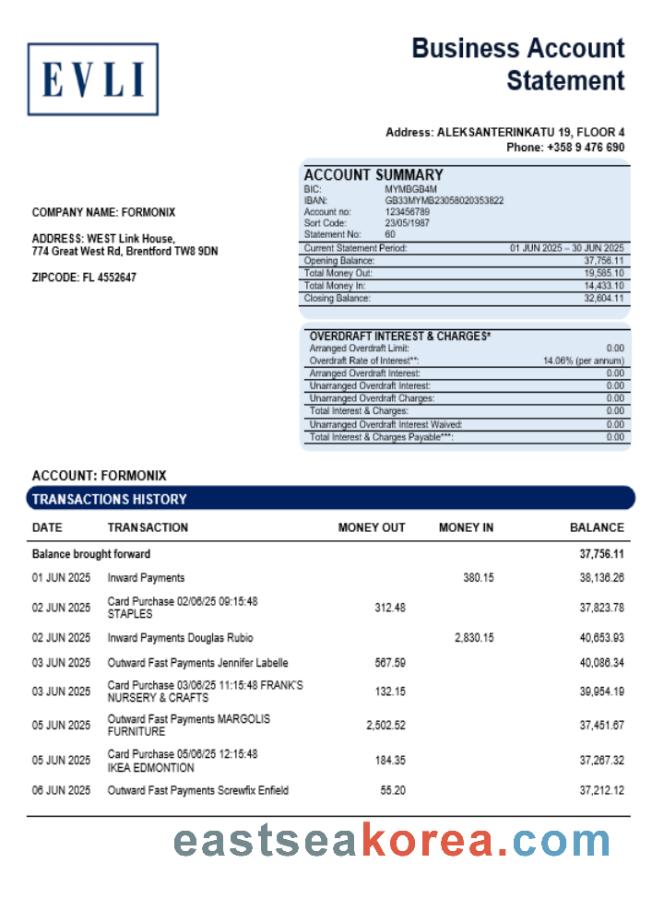 EVLI
Business Account
Statement
Address: ALEKSANTERINKATU 19, FLOOR 4
Phone: +358 9 476 690
COMPANY NAME: FORMONIX
ADDRESS: WEST Link House,
774 Great West Rd, Brentford TW8 9DN
ZIPCODE: FL 4552647
ACCOUNT SUMMARY
BIC: MYMBGB4M
IBAN: GB33MYMB23058020353822
Account no: 123456789
Sort Code: 23/05/1987
Statement No: 60
Current Statement Period: 01 JUN 2025 – 30 JUN 2025
Opening Balance: 37,756.11
Total Money Out: 19,585.10
Total Money In: 14,433.10
Closing Balance: 32,604.11
OVERDRAFT INTEREST & CHARGES*
Arranged Overdraft Limit: 0.00
Overdraft Rate of Interest**: 14.06% (per annum)
Arranged Overdraft Interest: 0.00
Unarranged Overdraft Interest: 0.00
Unarranged Overdraft Charges: 0.00
Total Interest & Charges: 0.00
Unarranged Overdraft Interest Waived: 0.00
Total Interest & Charges Payable***: 0.00
ACCOUNT: FORMONIX
TRANSACTIONS HISTORY
DATE TRANSACTION MONEY OUT MONEY IN BALANCE
Balance brought forward 37,756.11
01 JUN 2025 Inward Payments 380.15 38,136.26
02 JUN 2025 Card Purchase 02/06/25 09:15:48 312.48 37,823.78
STAPLES
02 JUN 2025 Inward Payments Douglas Rubio 2,830.15 40,653.93
03 JUN 2025 Outward Fast Payments Jennifer Labelle 567.59 40,086.34
03 JUN 2025 Card Purchase 03/06/25 11:15:48 FRANK'S 132.15 39,954.19
NURSERY & CRAFTS
05 JUN 2025 Outward Fast Payments MARGOLIS 2,502.52 37,451.67
FURNITURE
05 JUN 2025 Card Purchase 05/06/25 12:15:48 184.35 37,267.32
IKEA EDMONTION
06 JUN 2025 Outward Fast Payments Screwfix Enfield 55.20 37,212.12
eastseakorea.com